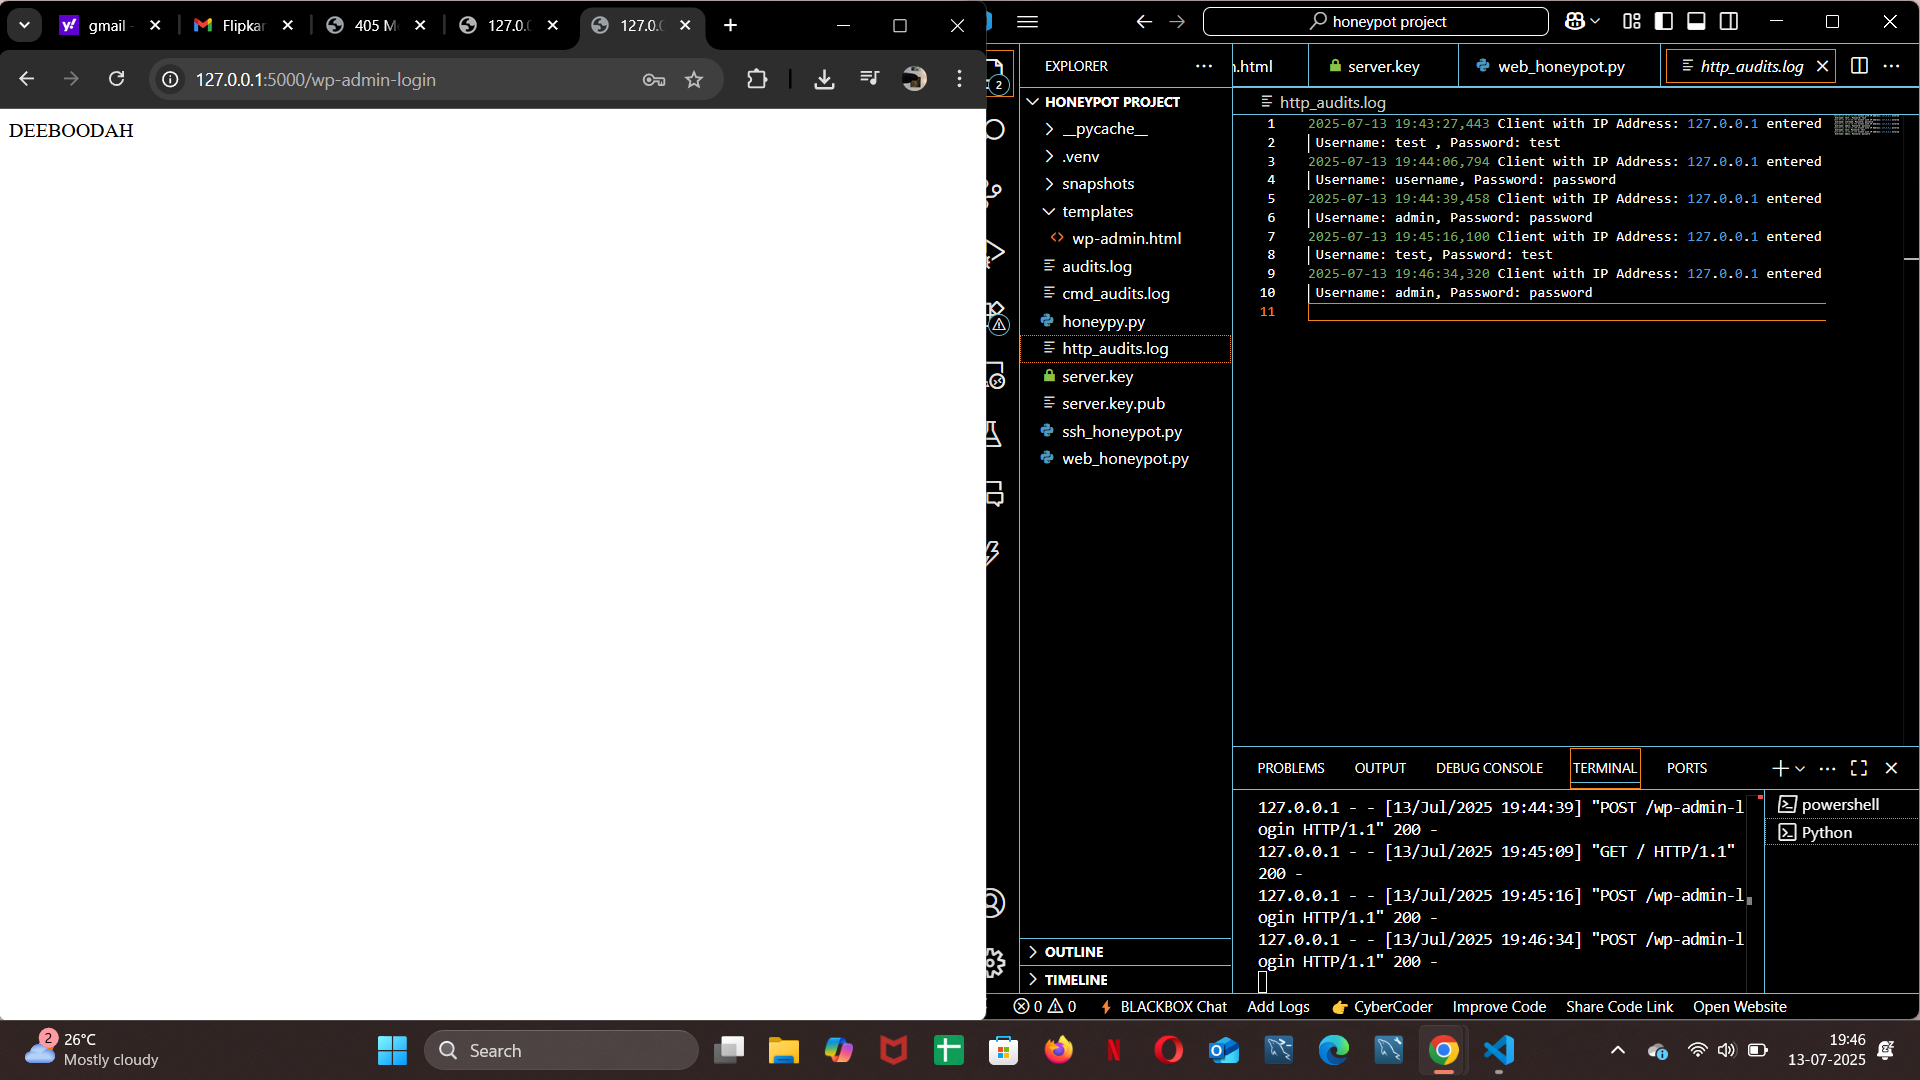 gmail -
Flipkar
405 M
127.0.
127.0.
127.0.0.1:5000/wp-admin-login
DEEBOODAH
honeypot project
2
EXPLORER
HONEYPOT PROJECT
__pycache__
.venv
snapshots
templates
wp-admin.html
audits.log
cmd_audits.log
honeypy.py
http_audits.log
server.key
server.key.pub
ssh_honeypot.py
web_honeypot.py
OUTLINE
TIMELINE
.html
server.key
web_honeypot.py
http_audits.log
http_audits.log
1 2025-07-13 19:43:27,443 Client with IP Address: 127.0.0.1 entered
2 Username: test , Password: test
3 2025-07-13 19:44:06,794 Client with IP Address: 127.0.0.1 entered
4 Username: username, Password: password
5 2025-07-13 19:44:39,458 Client with IP Address: 127.0.0.1 entered
6 Username: admin, Password: password
7 2025-07-13 19:45:16,100 Client with IP Address: 127.0.0.1 entered
8 Username: test, Password: test
9 2025-07-13 19:46:34,320 Client with IP Address: 127.0.0.1 entered
10 Username: admin, Password: password
11
PROBLEMS OUTPUT DEBUG CONSOLE TERMINAL PORTS
127.0.0.1 - - [13/Jul/2025 19:44:39] "POST /wp-admin-l
ogin HTTP/1.1" 200 -
127.0.0.1 - - [13/Jul/2025 19:45:09] "GET / HTTP/1.1"
200 -
127.0.0.1 - - [13/Jul/2025 19:45:16] "POST /wp-admin-l
ogin HTTP/1.1" 200 -
127.0.0.1 - - [13/Jul/2025 19:46:34] "POST /wp-admin-l
ogin HTTP/1.1" 200 -
powershell
Python
0 0 BLACKBOX Chat Add Logs CyberCoder Improve Code Share Code Link Open Website
2
26°C
Mostly cloudy
Search
19:46
13-07-2025